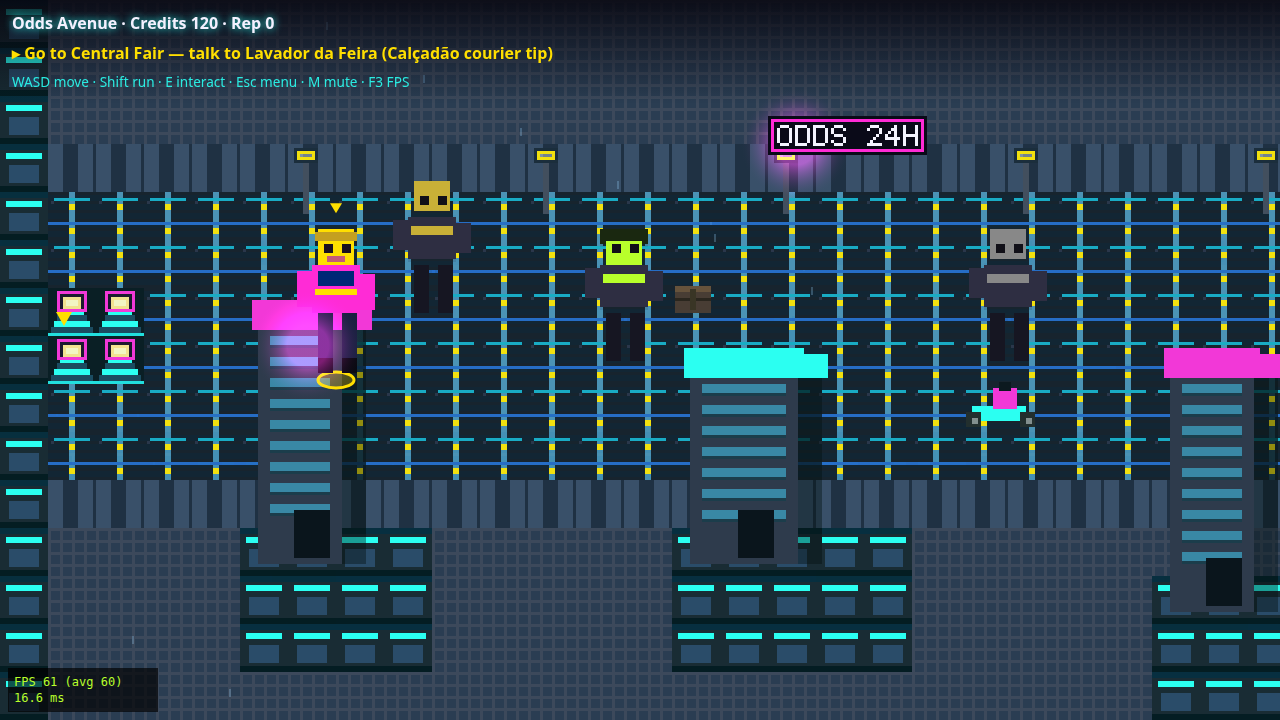 Odds Avenue · Credits 120 · Rep 0
▸ Go to Central Fair — talk to Lavador da Feira (Calçadão courier tip)
WASD move · Shift run · E interact · Esc menu · M mute · F3 FPS
ODDS 24H
FPS 61 (avg 60)
16.6 ms